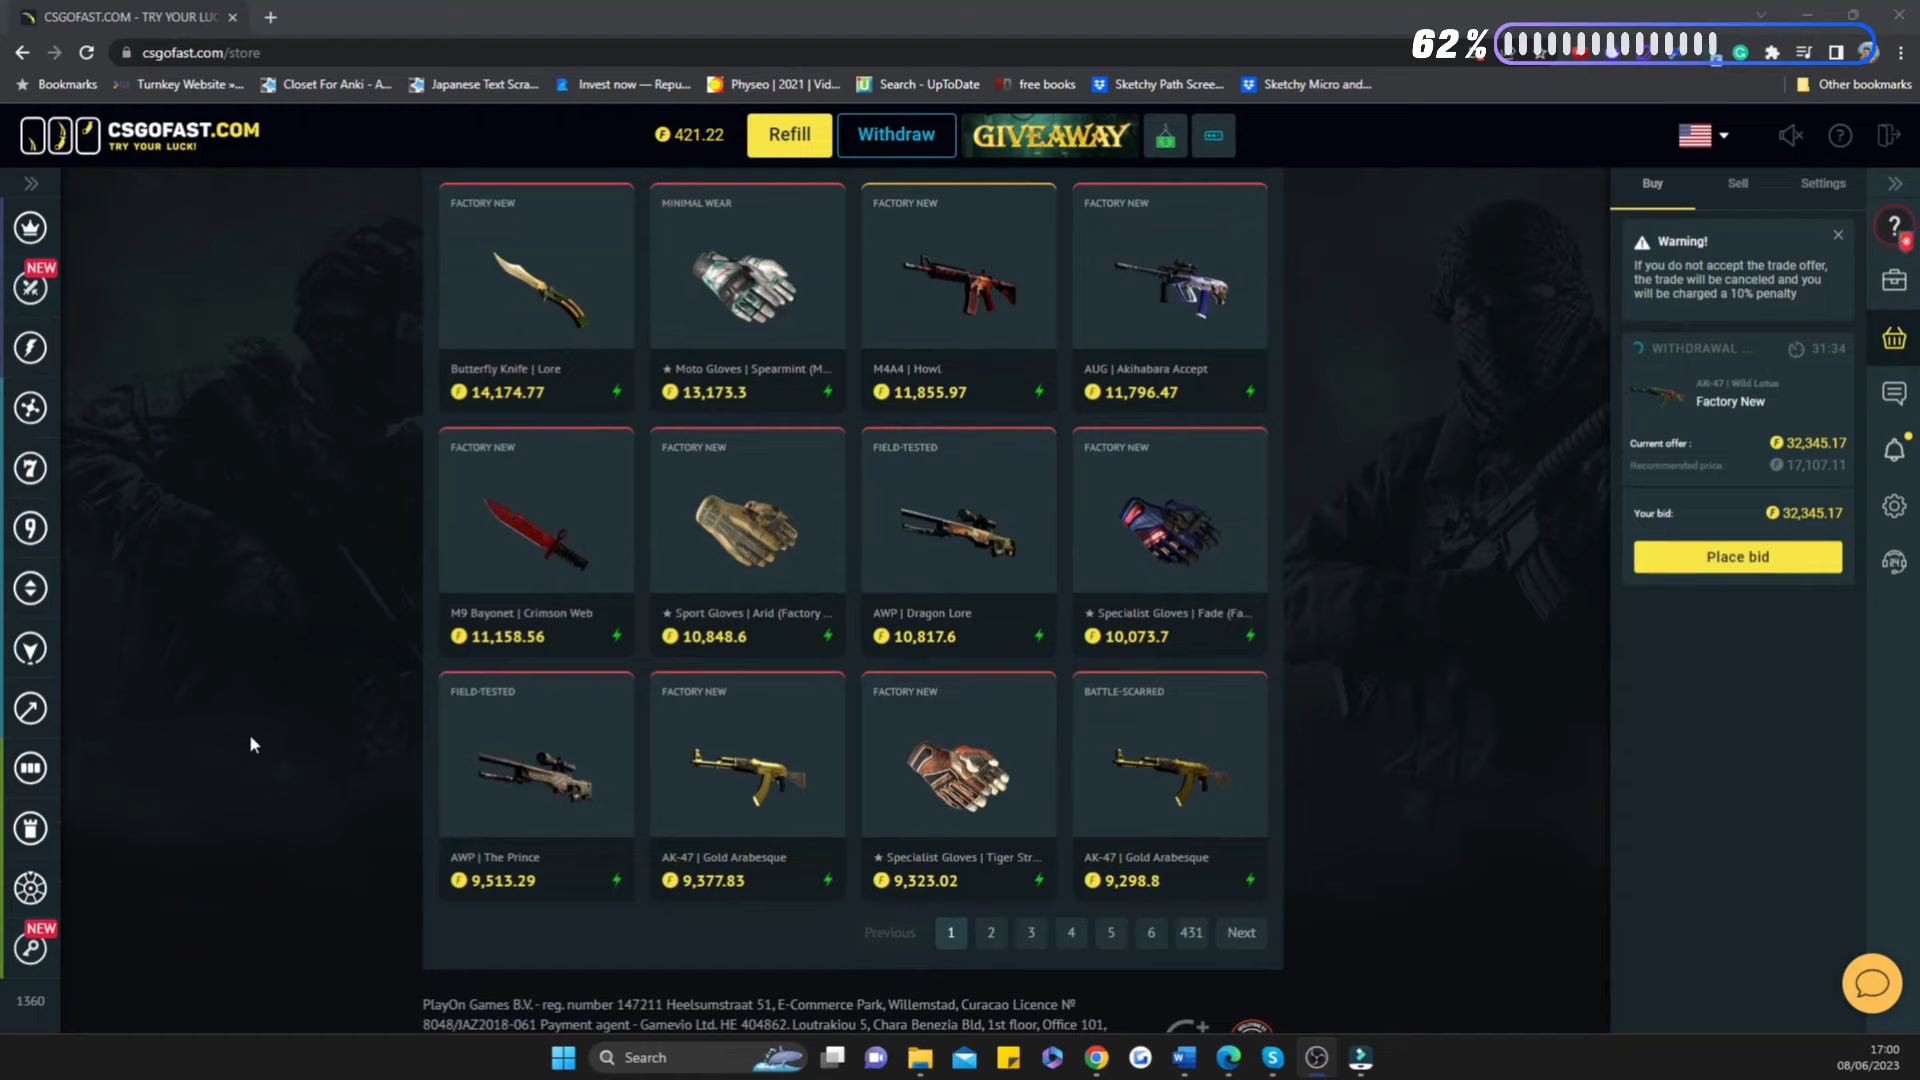 CSGOFAST.COM - TRY YOUR LUC
csgofast.com/store
62%
Bookmarks
Turnkey Website »...
Closet For Anki - A...
Japanese Text Scra...
Invest now — Repu...
Physeo | 2021 | Vid...
Search - UpToDate
free books
Sketchy Path Scree...
Sketchy Micro and...
Other bookmarks
CSGOFAST.COM
TRY YOUR LUCK!
421.22
Refill
Withdraw
GIVEAWAY
NEW
7
9
NEW
1360
FACTORY NEW
Butterfly Knife | Lore
14,174.77
MINIMAL WEAR
★ Moto Gloves | Spearmint (M...
13,173.3
FACTORY NEW
M4A4 | Howl
11,855.97
FACTORY NEW
AUG | Akihabara Accept
11,796.47
FACTORY NEW
M9 Bayonet | Crimson Web
11,158.56
FACTORY NEW
★ Sport Gloves | Arid (Factory ...
10,848.6
FIELD-TESTED
AWP | Dragon Lore
10,817.6
FACTORY NEW
★ Specialist Gloves | Fade (Fa...
10,073.7
FIELD-TESTED
AWP | The Prince
9,513.29
FACTORY NEW
AK-47 | Gold Arabesque
9,377.83
FACTORY NEW
★ Specialist Gloves | Tiger Str...
9,323.02
BATTLE-SCARRED
AK-47 | Gold Arabesque
9,298.8
Previous 1 2 3 4 5 6 431 Next
PlayOn Games B.V. - reg. number 147211 Heelsumstraat 51, E-Commerce Park, Willemstad, Curacao Licence №
8048/JAZ2018-061 Payment agent - Gamevio Ltd. HE 404862. Loutrakiou 5, Chara Benezia Bld, 1st floor, Office 101,
Buy Sell Settings
Warning!
If you do not accept the trade offer,
the trade will be canceled and you
will be charged a 10% penalty
WITHDRAWAL ... 31:34
AK-47 | Wild Lotus
Factory New
Current offer : 32,345.17
Recommended price : 17,107.11
Your bid: 32,345.17
Place bid
Search
17:00
08/06/2023